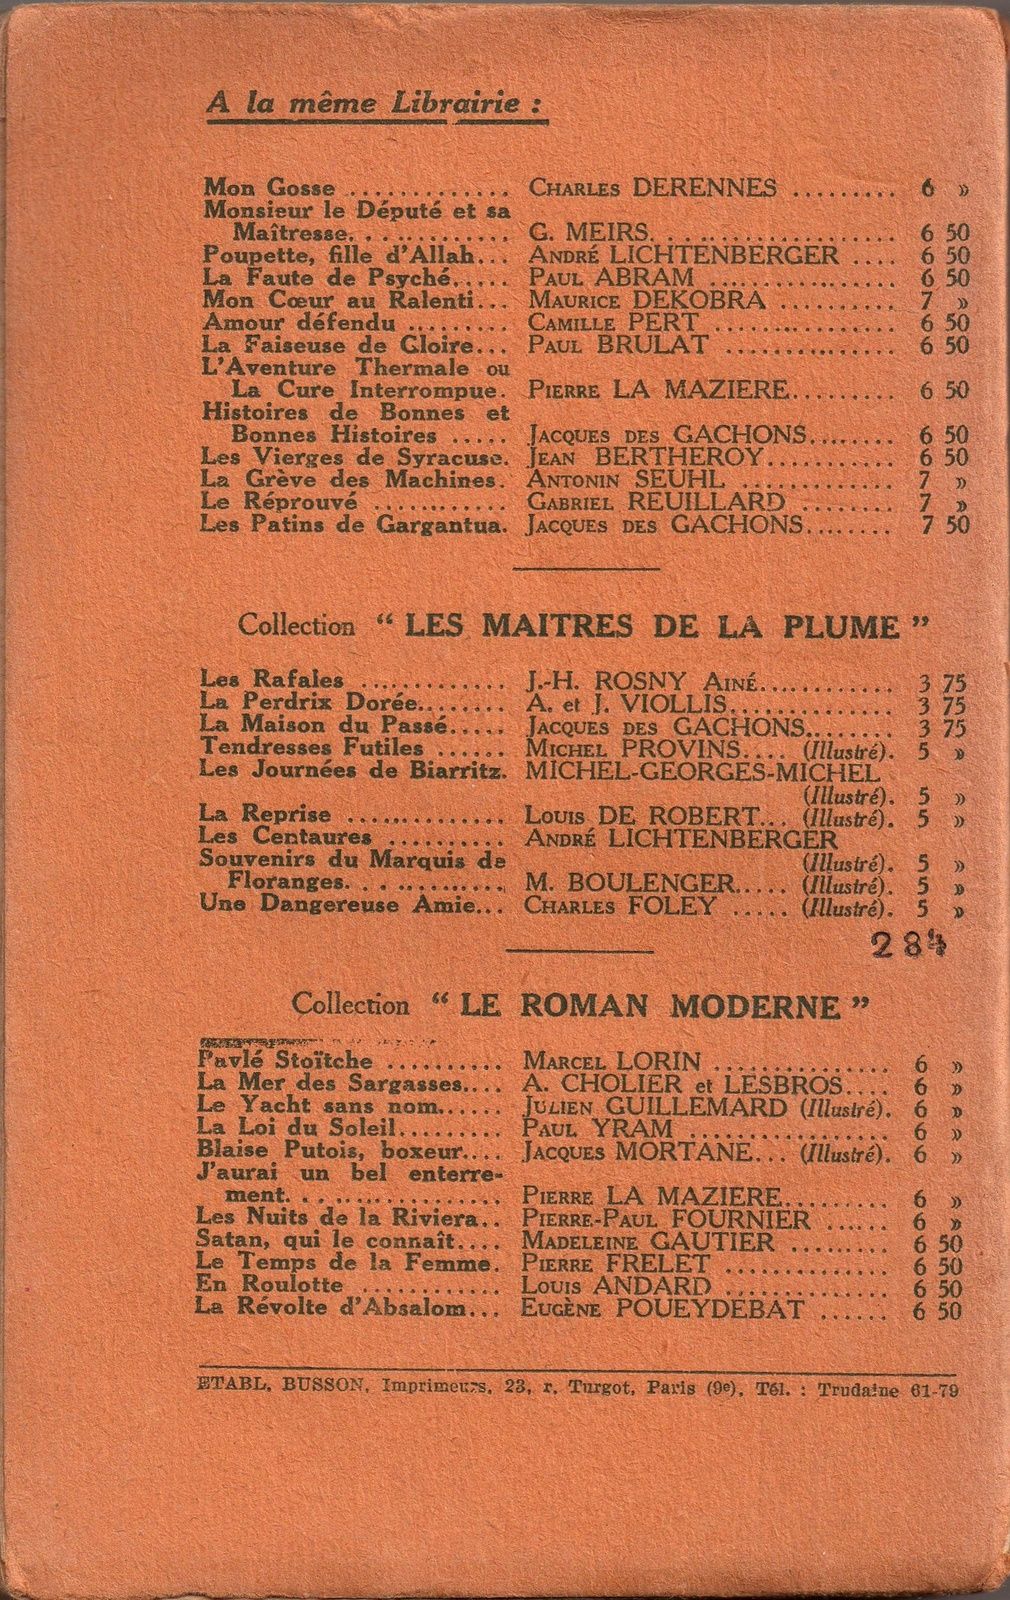 A la même Librairie :
Mon Gosse ............. CHARLES DERENNES ......... 6 »
Monsieur le Député et sa
Maîtresse.............. G. MEIRS.................. 6 50
Poupette, fille d'Allah... ANDRÉ LICHTENBERGER .... 6 50
La Faute de Psyché..... PAUL ABRAM ................ 6 50
Mon Cœur au Ralenti... MAURICE DEKOBRA .......... 7 »
Amour défendu ......... CAMILLE PERT .............. 6 50
La Faiseuse de Gloire... PAUL BRULAT ............. 6 50
L'Aventure Thermale ou
La Cure Interrompue. PIERRE LA MAZIERE......... 6 50
Histoires de Bonnes et
Bonnes Histoires ..... JACQUES DES GACHONS........ 6 50
Les Vierges de Syracuse. JEAN BERTHEROY........... 6 50
La Grève des Machines. ANTONIN SEUHL ............ 7 »
Le Réprouvé ............ GABRIEL REUILLARD ........ 7 »
Les Patins de Gargantua. JACQUES DES GACHONS........ 7 50
Collection “ LES MAITRES DE LA PLUME ”
Les Rafales ............. J.-H. ROSNY AINÉ............ 3 75
La Perdrix Dorée........ A. et J. VIOLLIS.............. 3 75
La Maison du Passé..... JACQUES DES GACHONS........ 3 75
Tendresses Futiles ...... MICHEL PROVINS.... (Illustré). 5 »
Les Journées de Biarritz. MICHEL-GEORGES-MICHEL
(Illustré). 5 »
La Reprise .............. LOUIS DE ROBERT... (Illustré). 5 »
Les Centaures .......... ANDRÉ LICHTENBERGER
(Illustré). 5 »
Souvenirs du Marquis de
Floranges.............. M. BOULENGER..... (Illustré). 5 »
Une Dangereuse Amie... CHARLES FOLEY ..... (Illustré). 5 »
284
Collection “ LE ROMAN MODERNE ”
Pavlé Stoïtche .......... MARCEL LORIN ............... 6 »
La Mer des Sargasses.... A. CHOLIER et LESBROS.... 6 »
Le Yacht sans nom...... JULIEN GUILLEMARD (Illustré). 6 »
La Loi du Soleil......... PAUL YRAM ................. 6 »
Blaise Putois, boxeur.... JACQUES MORTANE... (Illustré). 6 »
J'aurai un bel enterre-
ment................... PIERRE LA MAZIERE......... 6 »
Les Nuits de la Riviera.. PIERRE-PAUL FOURNIER ...... 6 »
Satan, qui le connaît.... MADELEINE GAUTIER ......... 6 50
Le Temps de la Femme. PIERRE FRELET .............. 6 50
En Roulotte ............ LOUIS ANDARD .............. 6 50
La Révolte d'Absalom... EUGÈNE POUEYDEBAT ...... 6 50
ETABL. BUSSON, Imprimeurs, 23, r. Turgot, Paris (9e). Tél. : Trudaine 61-79